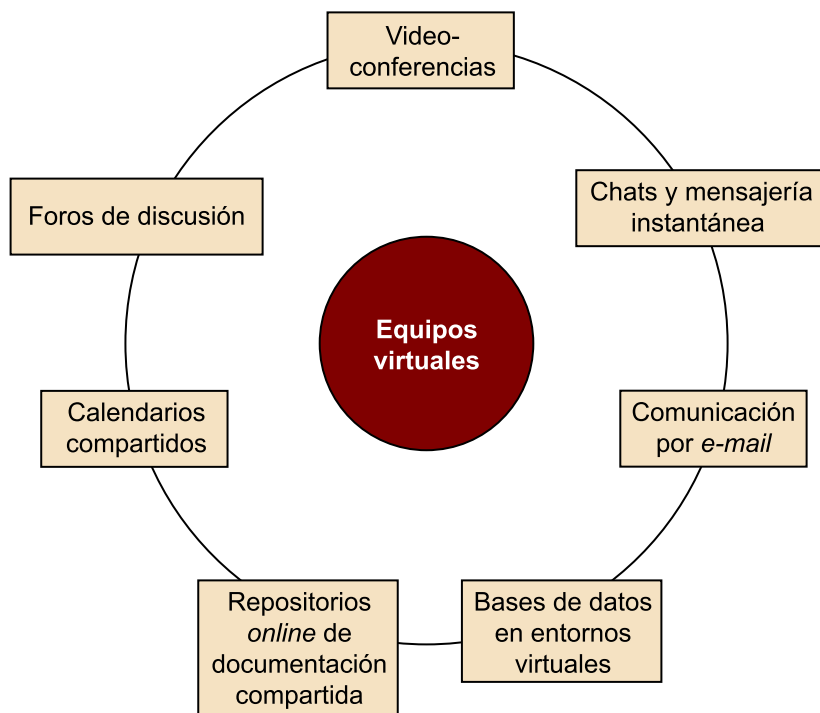 Video-
conferencias
Chats y mensajería
instantánea
Foros de discusión
Equipos
virtuales
Calendarios
compartidos
Comunicación
por e-mail
Repositorios
online de
documentación
compartida
Bases de datos
en entornos
virtuales